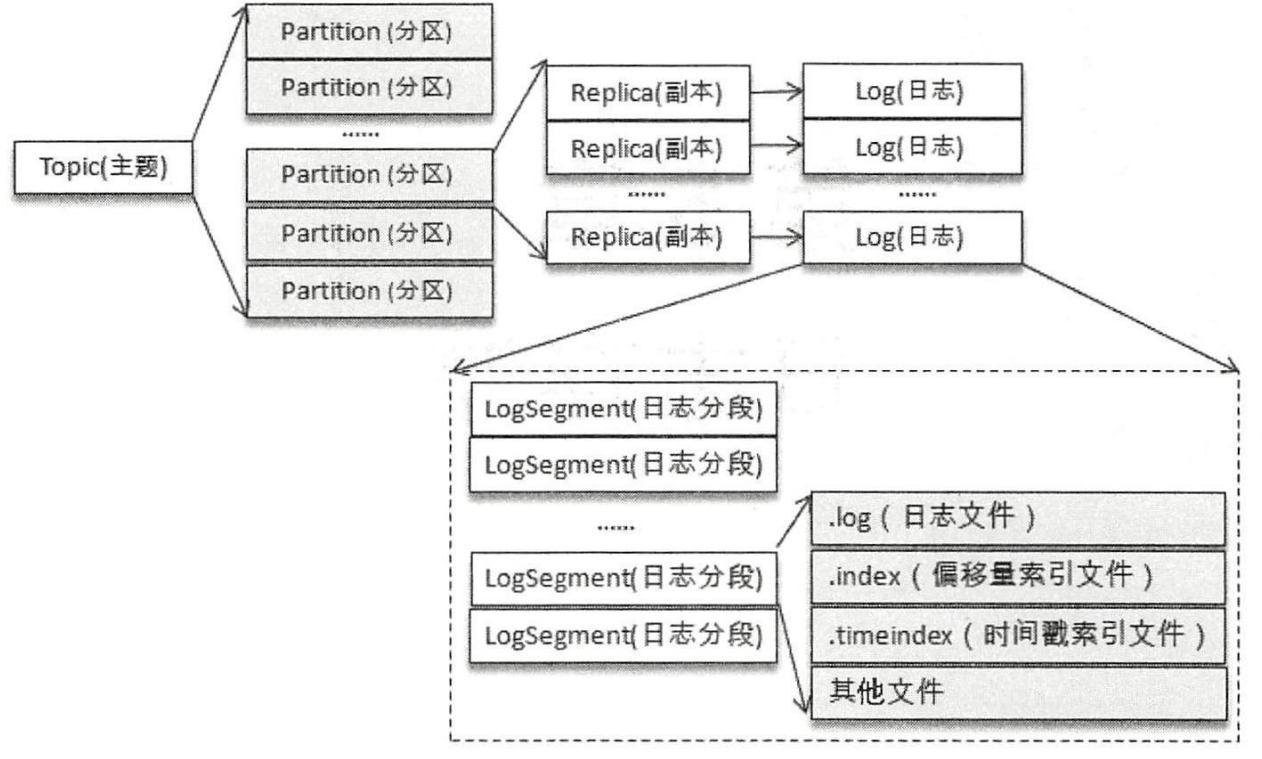 Topic(主题)
Partition (分区)
Partition (分区)
......
Partition (分区)
Partition (分区)
Partition (分区)
Replica(副本)
Replica(副本)
......
Replica(副本)
Log(日志)
Log(日志)
......
Log(日志)
LogSegment(日志分段)
LogSegment(日志分段)
......
LogSegment(日志分段)
LogSegment(日志分段)
.log（日志文件）
.index（偏移量索引文件）
.timeindex（时间戳索引文件）
其他文件